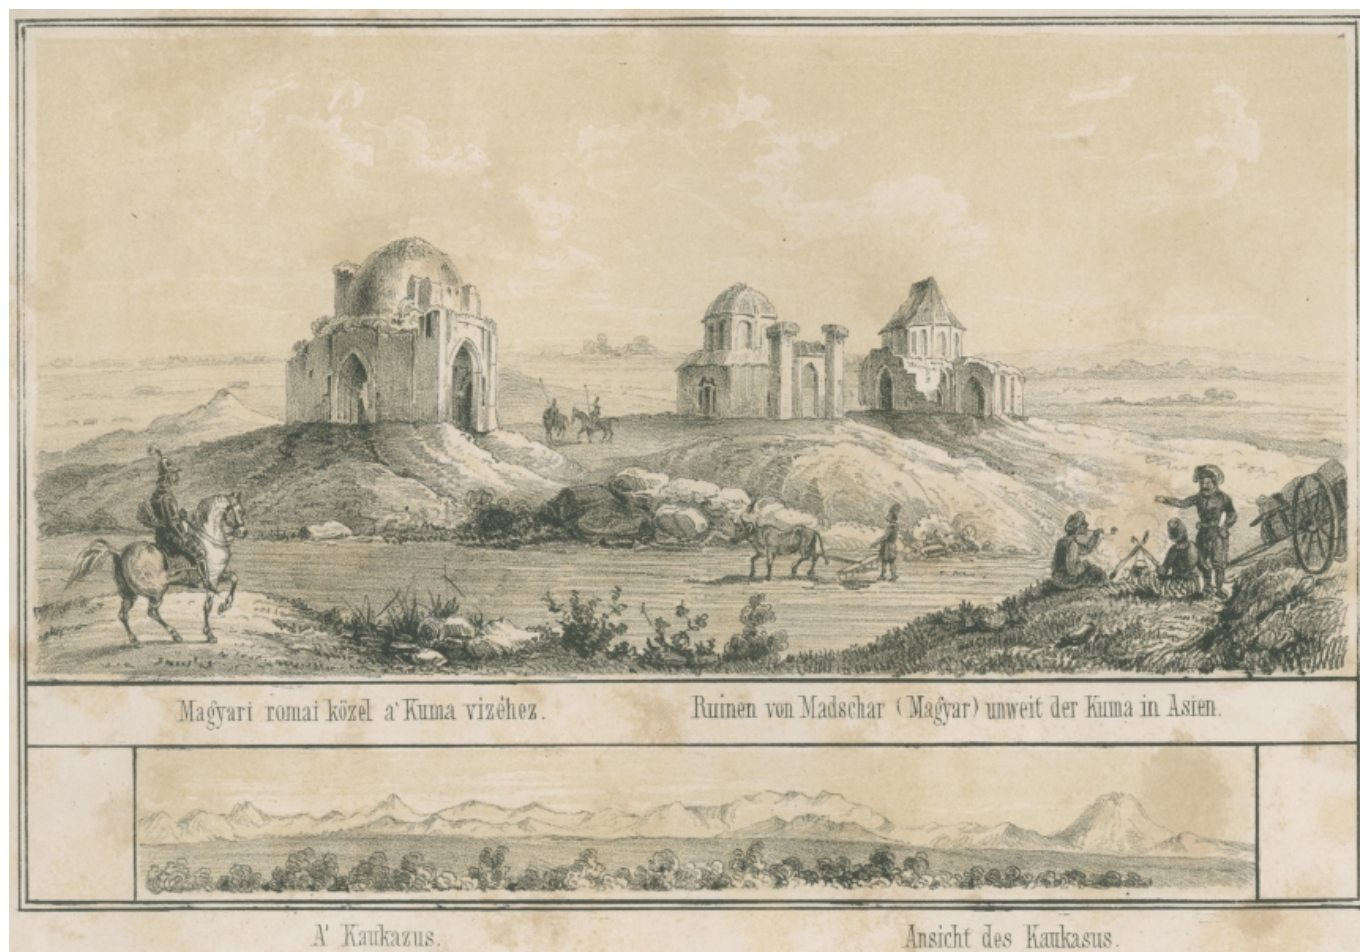 Magyari romai közel a' Kuma vizéhez.
Ruinen von Madschar (Magyar) unweit der Kuma in Asien.
A' Kaukazus.
Ansicht des Kaukasus.